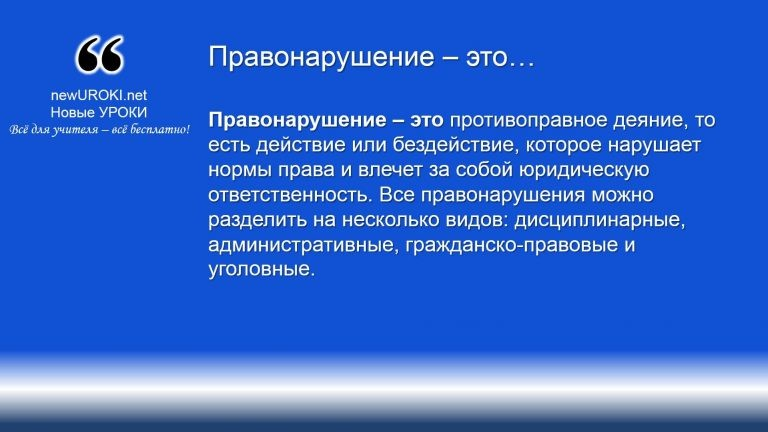 newUROKI.net
Новые УРОКИ
Всё для учителя – всё бесплатно!
Правонарушение – это…
Правонарушение – это противоправное деяние, то
есть действие или бездействие, которое нарушает
нормы права и влечет за собой юридическую
ответственность. Все правонарушения можно
разделить на несколько видов: дисциплинарные,
административные, гражданско-правовые и
уголовные.